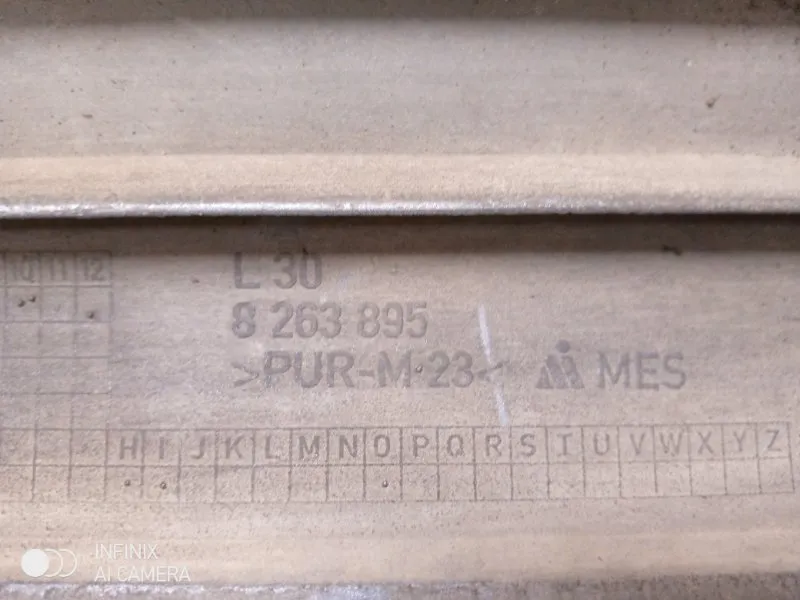 10 11 12
L 30
8 263 895
>PUR-M 23< MES
H I J K L M N O P Q R S T U V W X Y Z
INFINIX
AI CAMERA